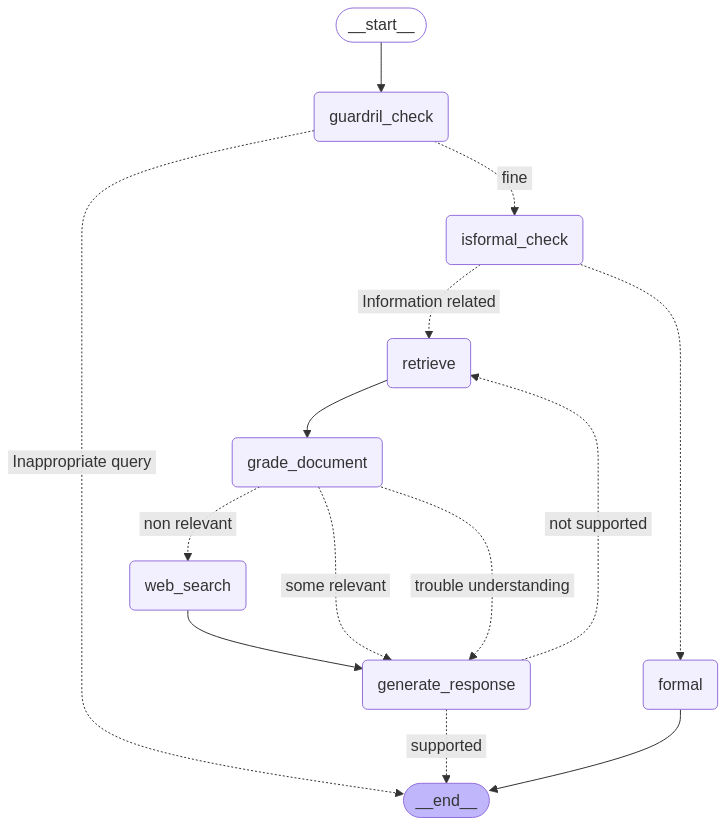 __start__
guardril_check
fine
isformal_check
Information related
retrieve
Inappropriate query
grade_document
non relevant
not supported
web_search
some relevant
trouble understanding
generate_response
formal
supported
__end__